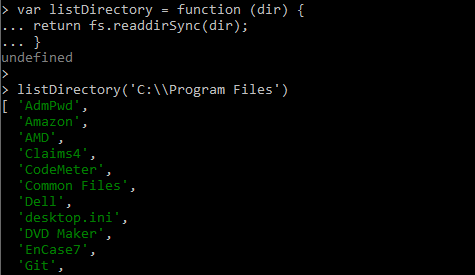 > var listDirectory = function (dir) {
... return fs.readdirSync(dir);
... }
undefined
>
> listDirectory('C:\\Program Files')
[ 'AdmPwd',
  'Amazon',
  'AMD',
  'Claims4',
  'CodeMeter',
  'Common Files',
  'Dell',
  'desktop.ini',
  'DVD Maker',
  'EnCase7',
  'Git',